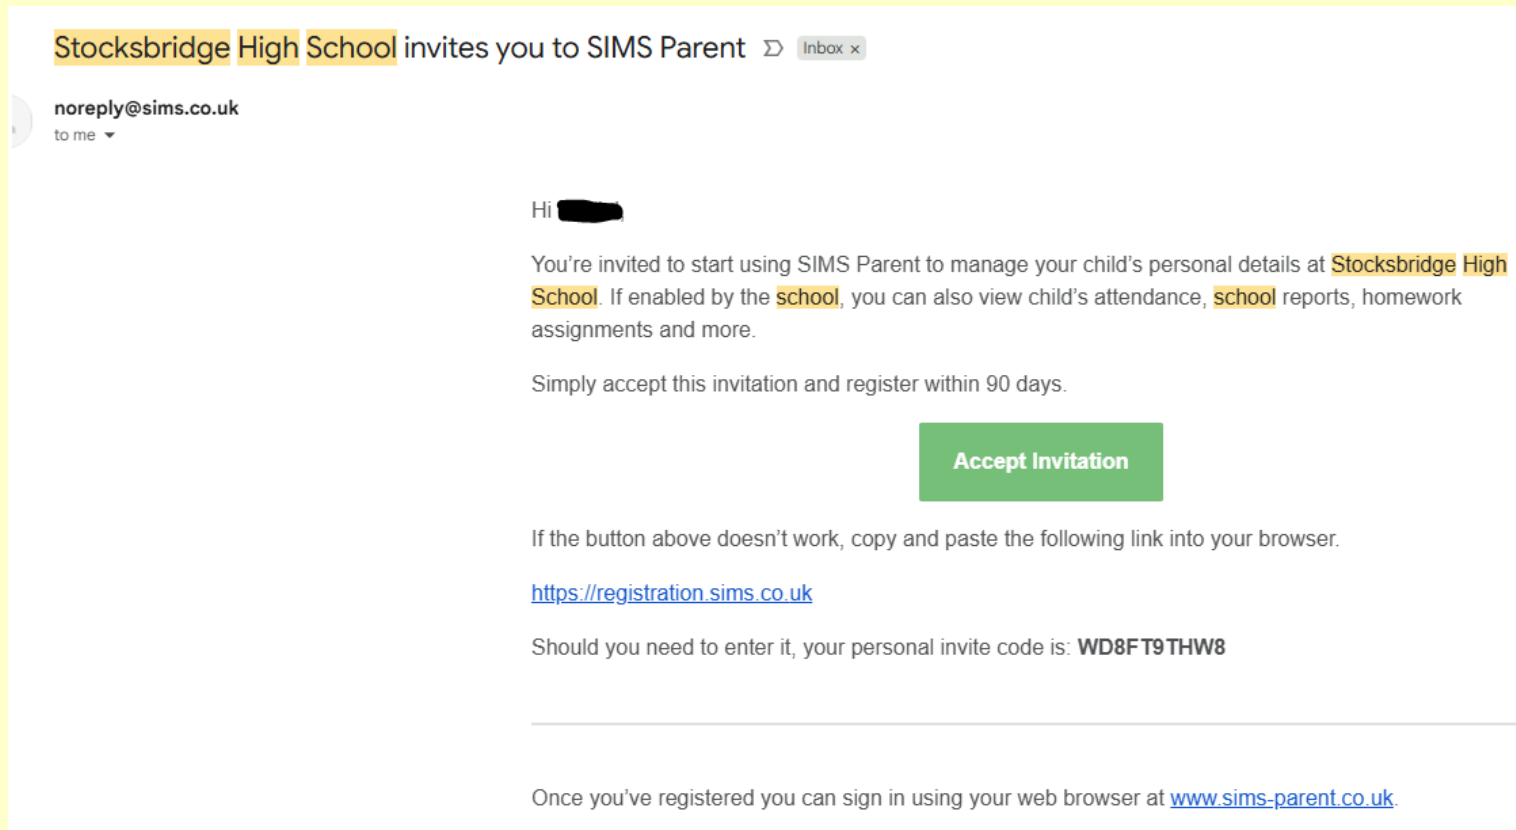 Stocksbridge High School invites you to SIMS Parent Inbox x
noreply@sims.co.uk
to me
Hi
You’re invited to start using SIMS Parent to manage your child’s personal details at Stocksbridge High
School. If enabled by the school, you can also view child’s attendance, school reports, homework
assignments and more.
Simply accept this invitation and register within 90 days.
Accept Invitation
If the button above doesn’t work, copy and paste the following link into your browser.
https://registration.sims.co.uk
Should you need to enter it, your personal invite code is: WD8FT9THW8
Once you’ve registered you can sign in using your web browser at www.sims-parent.co.uk.